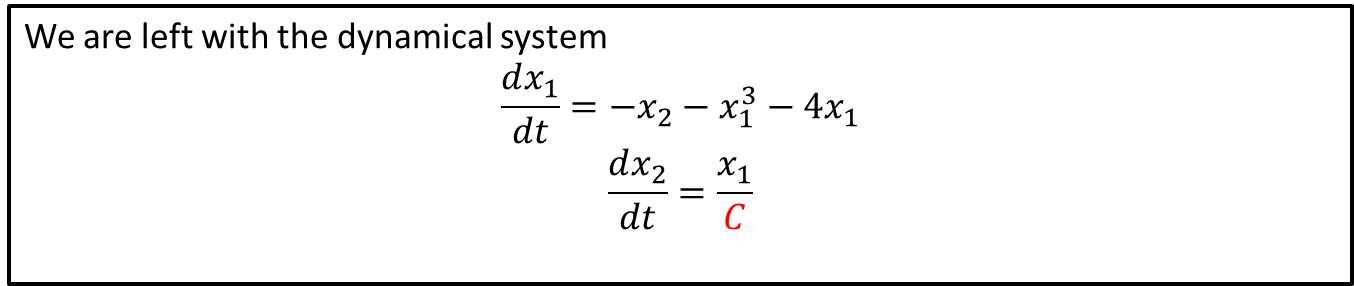 We are left with the dynamical system
dx₁/dt = −x₂ − x₁³ − 4x₁
dx₂/dt = x₁/C